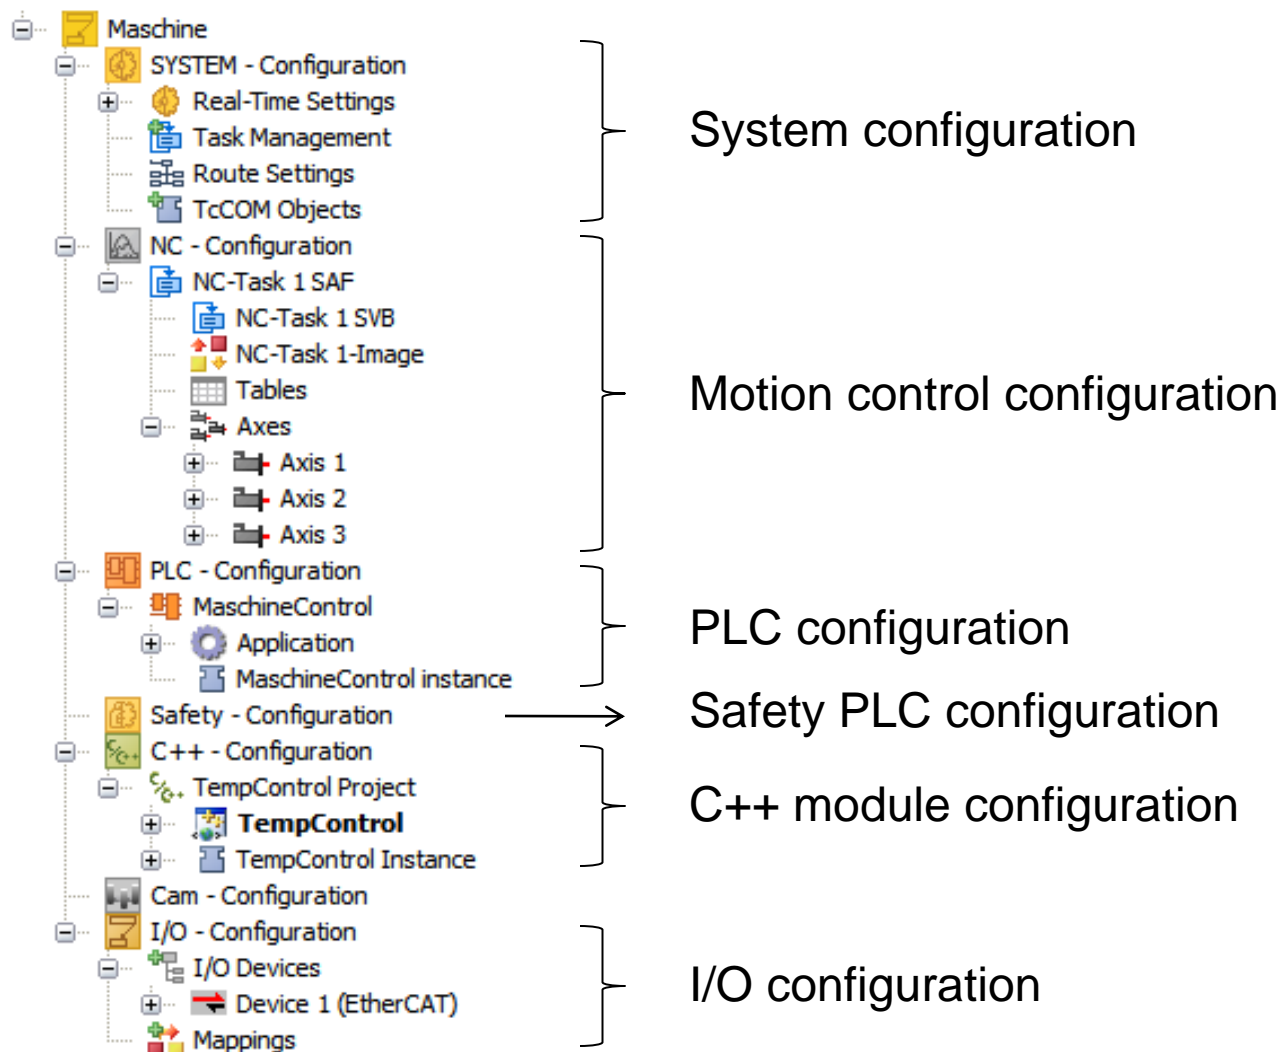 Maschine
SYSTEM - Configuration
Real-Time Settings
Task Management
Route Settings
TcCOM Objects
System configuration
NC - Configuration
NC-Task 1 SAF
NC-Task 1 SVB
NC-Task 1-Image
Tables
Axes
Axis 1
Axis 2
Axis 3
Motion control configuration
PLC - Configuration
MaschineControl
Application
MaschineControl instance
PLC configuration
Safety - Configuration
Safety PLC configuration
C++ - Configuration
TempControl Project
TempControl
TempControl Instance
C++ module configuration
Cam - Configuration
I/O - Configuration
I/O Devices
Device 1 (EtherCAT)
Mappings
I/O configuration